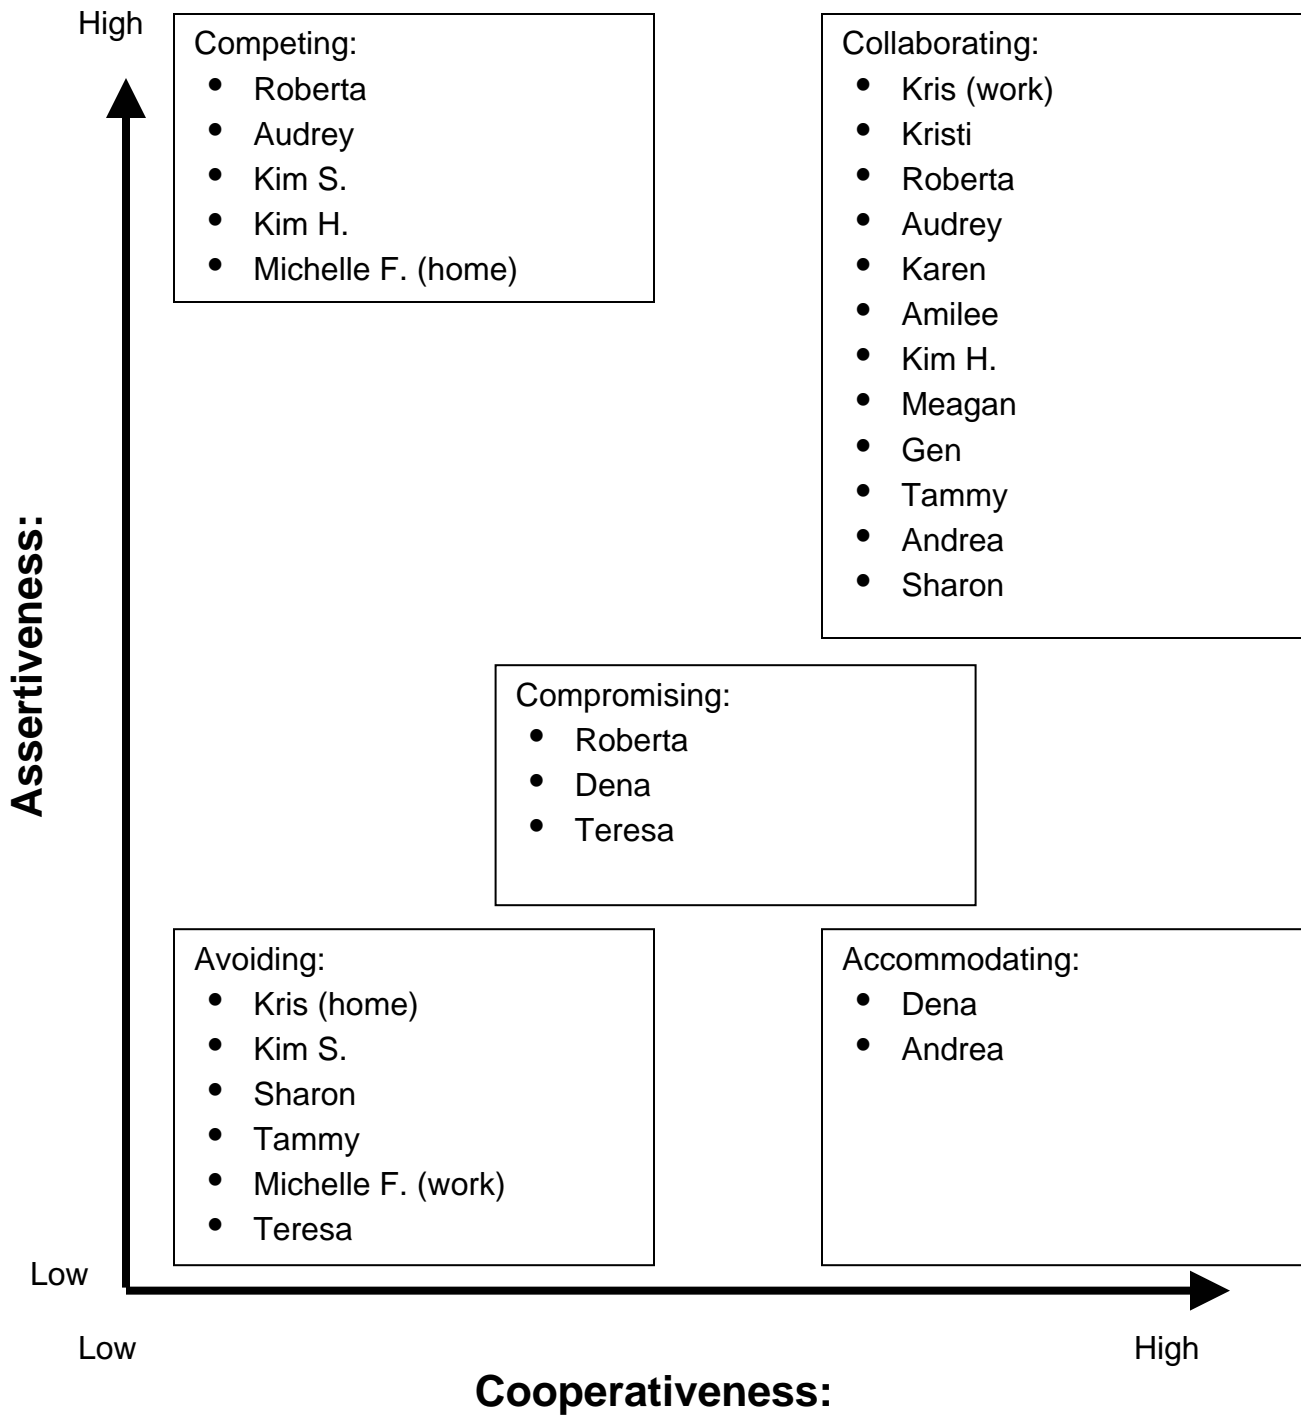 High
Competing:
• Roberta
• Audrey
• Kim S.
• Kim H.
• Michelle F. (home)
Collaborating:
• Kris (work)
• Kristi
• Roberta
• Audrey
• Karen
• Amilee
• Kim H.
• Meagan
• Gen
• Tammy
• Andrea
• Sharon
Assertiveness:
Compromising:
• Roberta
• Dena
• Teresa
Avoiding:
• Kris (home)
• Kim S.
• Sharon
• Tammy
• Michelle F. (work)
• Teresa
Accommodating:
• Dena
• Andrea
Low
Low
High
Cooperativeness: